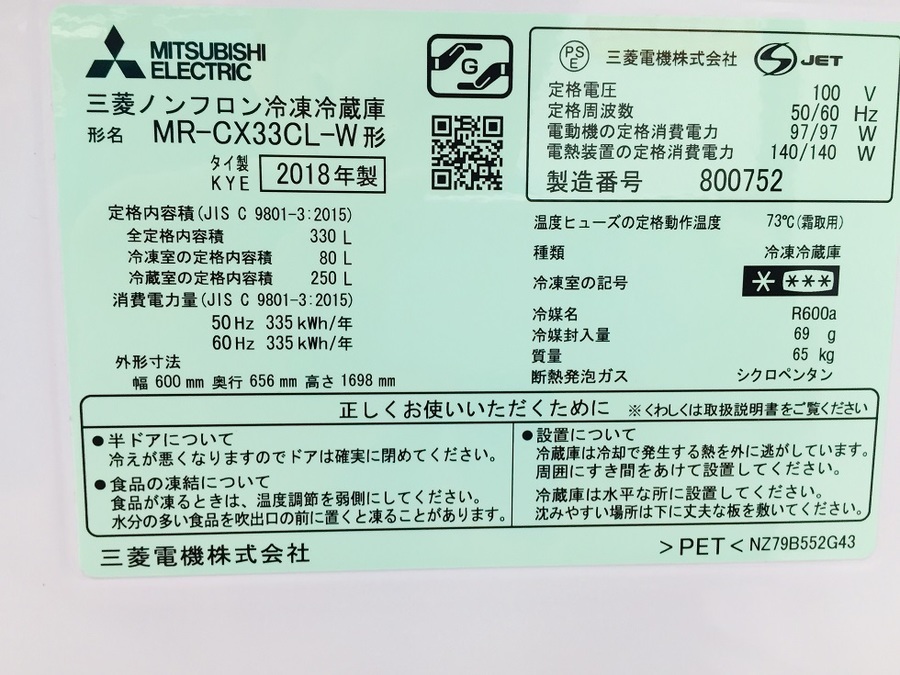 MITSUBISHI
ELECTRIC
三菱ノンフロン冷凍冷蔵庫
形名 MR-CX33CL-W形
タイ製
KYE 2018年製
G
PS
E
三菱電機株式会社 S JET
定格電圧 100 V
定格周波数 50/60 Hz
電動機の定格消費電力 97/97 W
電熱装置の定格消費電力 140/140 W
製造番号 800752
定格内容積(JIS C 9801-3:2015)
全定格内容積 330 L
冷凍室の定格内容積 80 L
冷蔵室の定格内容積 250 L
消費電力量(JIS C 9801-3:2015)
50Hz 335kWh/年
60Hz 335kWh/年
外形寸法
幅 600mm 奥行 656mm 高さ 1698mm
温度ヒューズの定格動作温度 73℃(霜取用)
種類 冷凍冷蔵庫
冷凍室の記号 * ***
冷媒名 R600a
冷媒封入量 69 g
質量 65 kg
断熱発泡ガス シクロペンタン
正しくお使いいただくために ※くわしくは取扱説明書をご覧ください
●半ドアについて
冷えが悪くなりますのでドアは確実に閉めてください。
●食品の凍結について
食品が凍るときは、温度調節を弱側にしてください。
水分の多い食品を吹出口の前に置くと凍ることがあります。
●設置について
冷蔵庫は冷却で発生する熱を外に逃がしています。
周囲にすき間をあけて設置してください。
冷蔵庫は水平な所に設置してください。
沈みやすい場所は下に丈夫な板を敷いてください。
三菱電機株式会社
>PET< NZ79B552G43